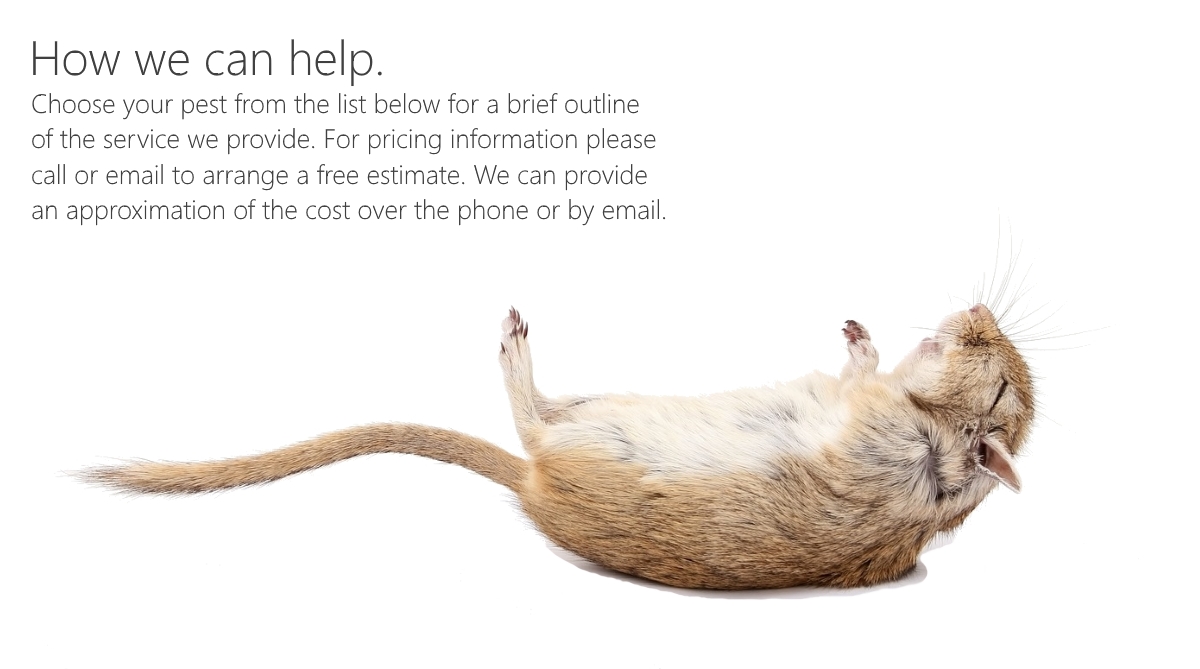 How we can help.
Choose your pest from the list below for a brief outline
of the service we provide. For pricing information please
call or email to arrange a free estimate. We can provide
an approximation of the cost over the phone or by email.